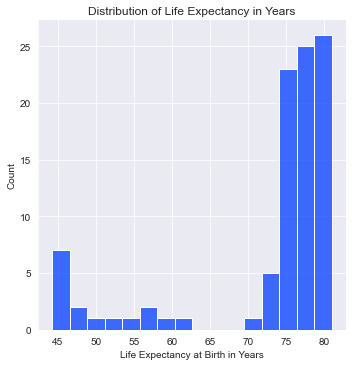 Distribution of Life Expectancy in Years
25
20
15
10
5
0
Count
45 50 55 60 65 70 75 80
Life Expectancy at Birth in Years